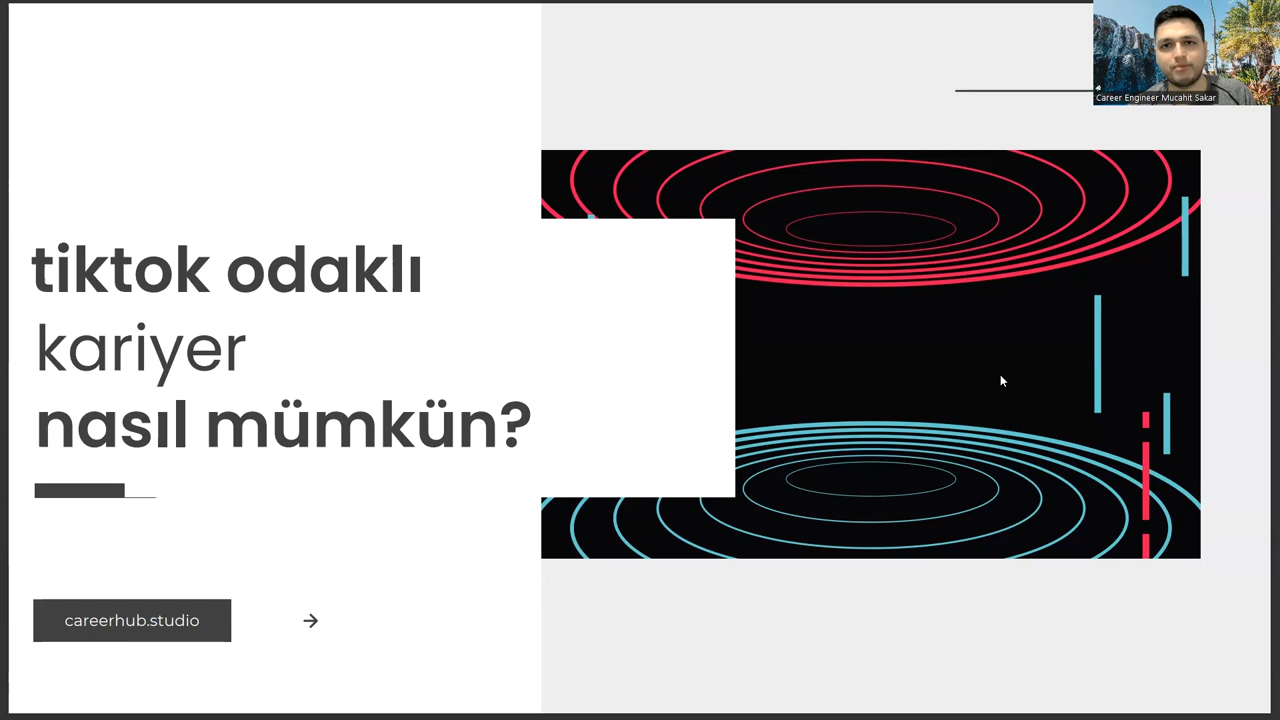 Career Engineer Mucahit Sakar
tiktok odaklı
kariyer
nasıl mümkün?
careerhub.studio